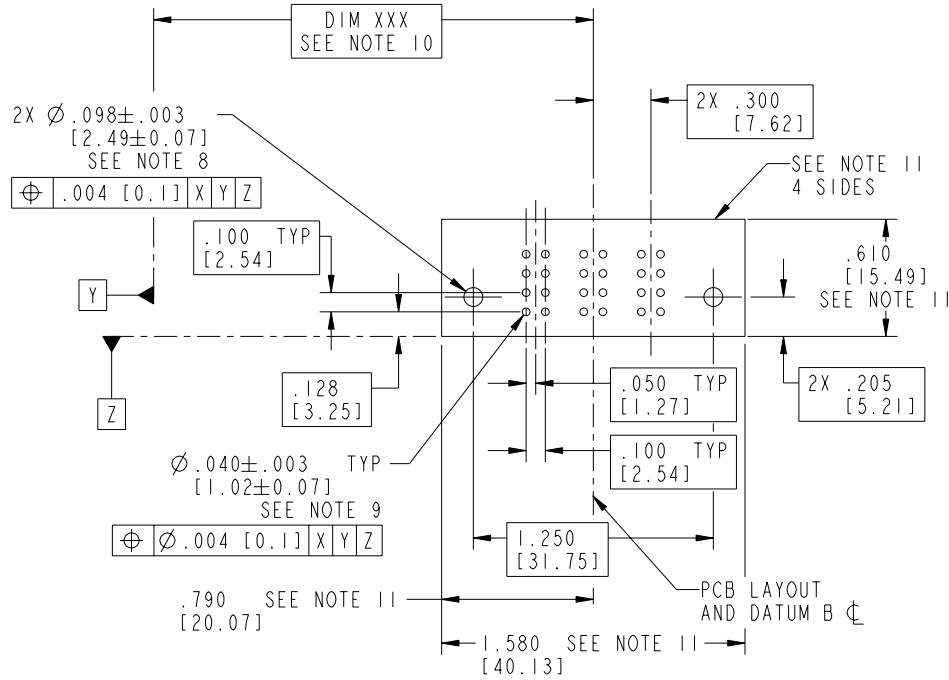 DIM XXX
SEE NOTE 10
2X Ø .098±.003
[2.49±0.07]
SEE NOTE 8
⌖ .004 [0.1] X Y Z
2X .300
[7.62]
SEE NOTE 11
4 SIDES
.100 TYP
[2.54]
.610
[15.49]
SEE NOTE 11
Y
Z
.128
[3.25]
.050 TYP
[1.27]
2X .205
[5.21]
.100 TYP
[2.54]
Ø .040±.003 TYP
[1.02±0.07]
SEE NOTE 9
⌖ Ø .004 [0.1] X Y Z
1.250
[31.75]
.790 SEE NOTE 11
[20.07]
PCB LAYOUT
AND DATUM B ℄
1.580 SEE NOTE 11
[40.13]